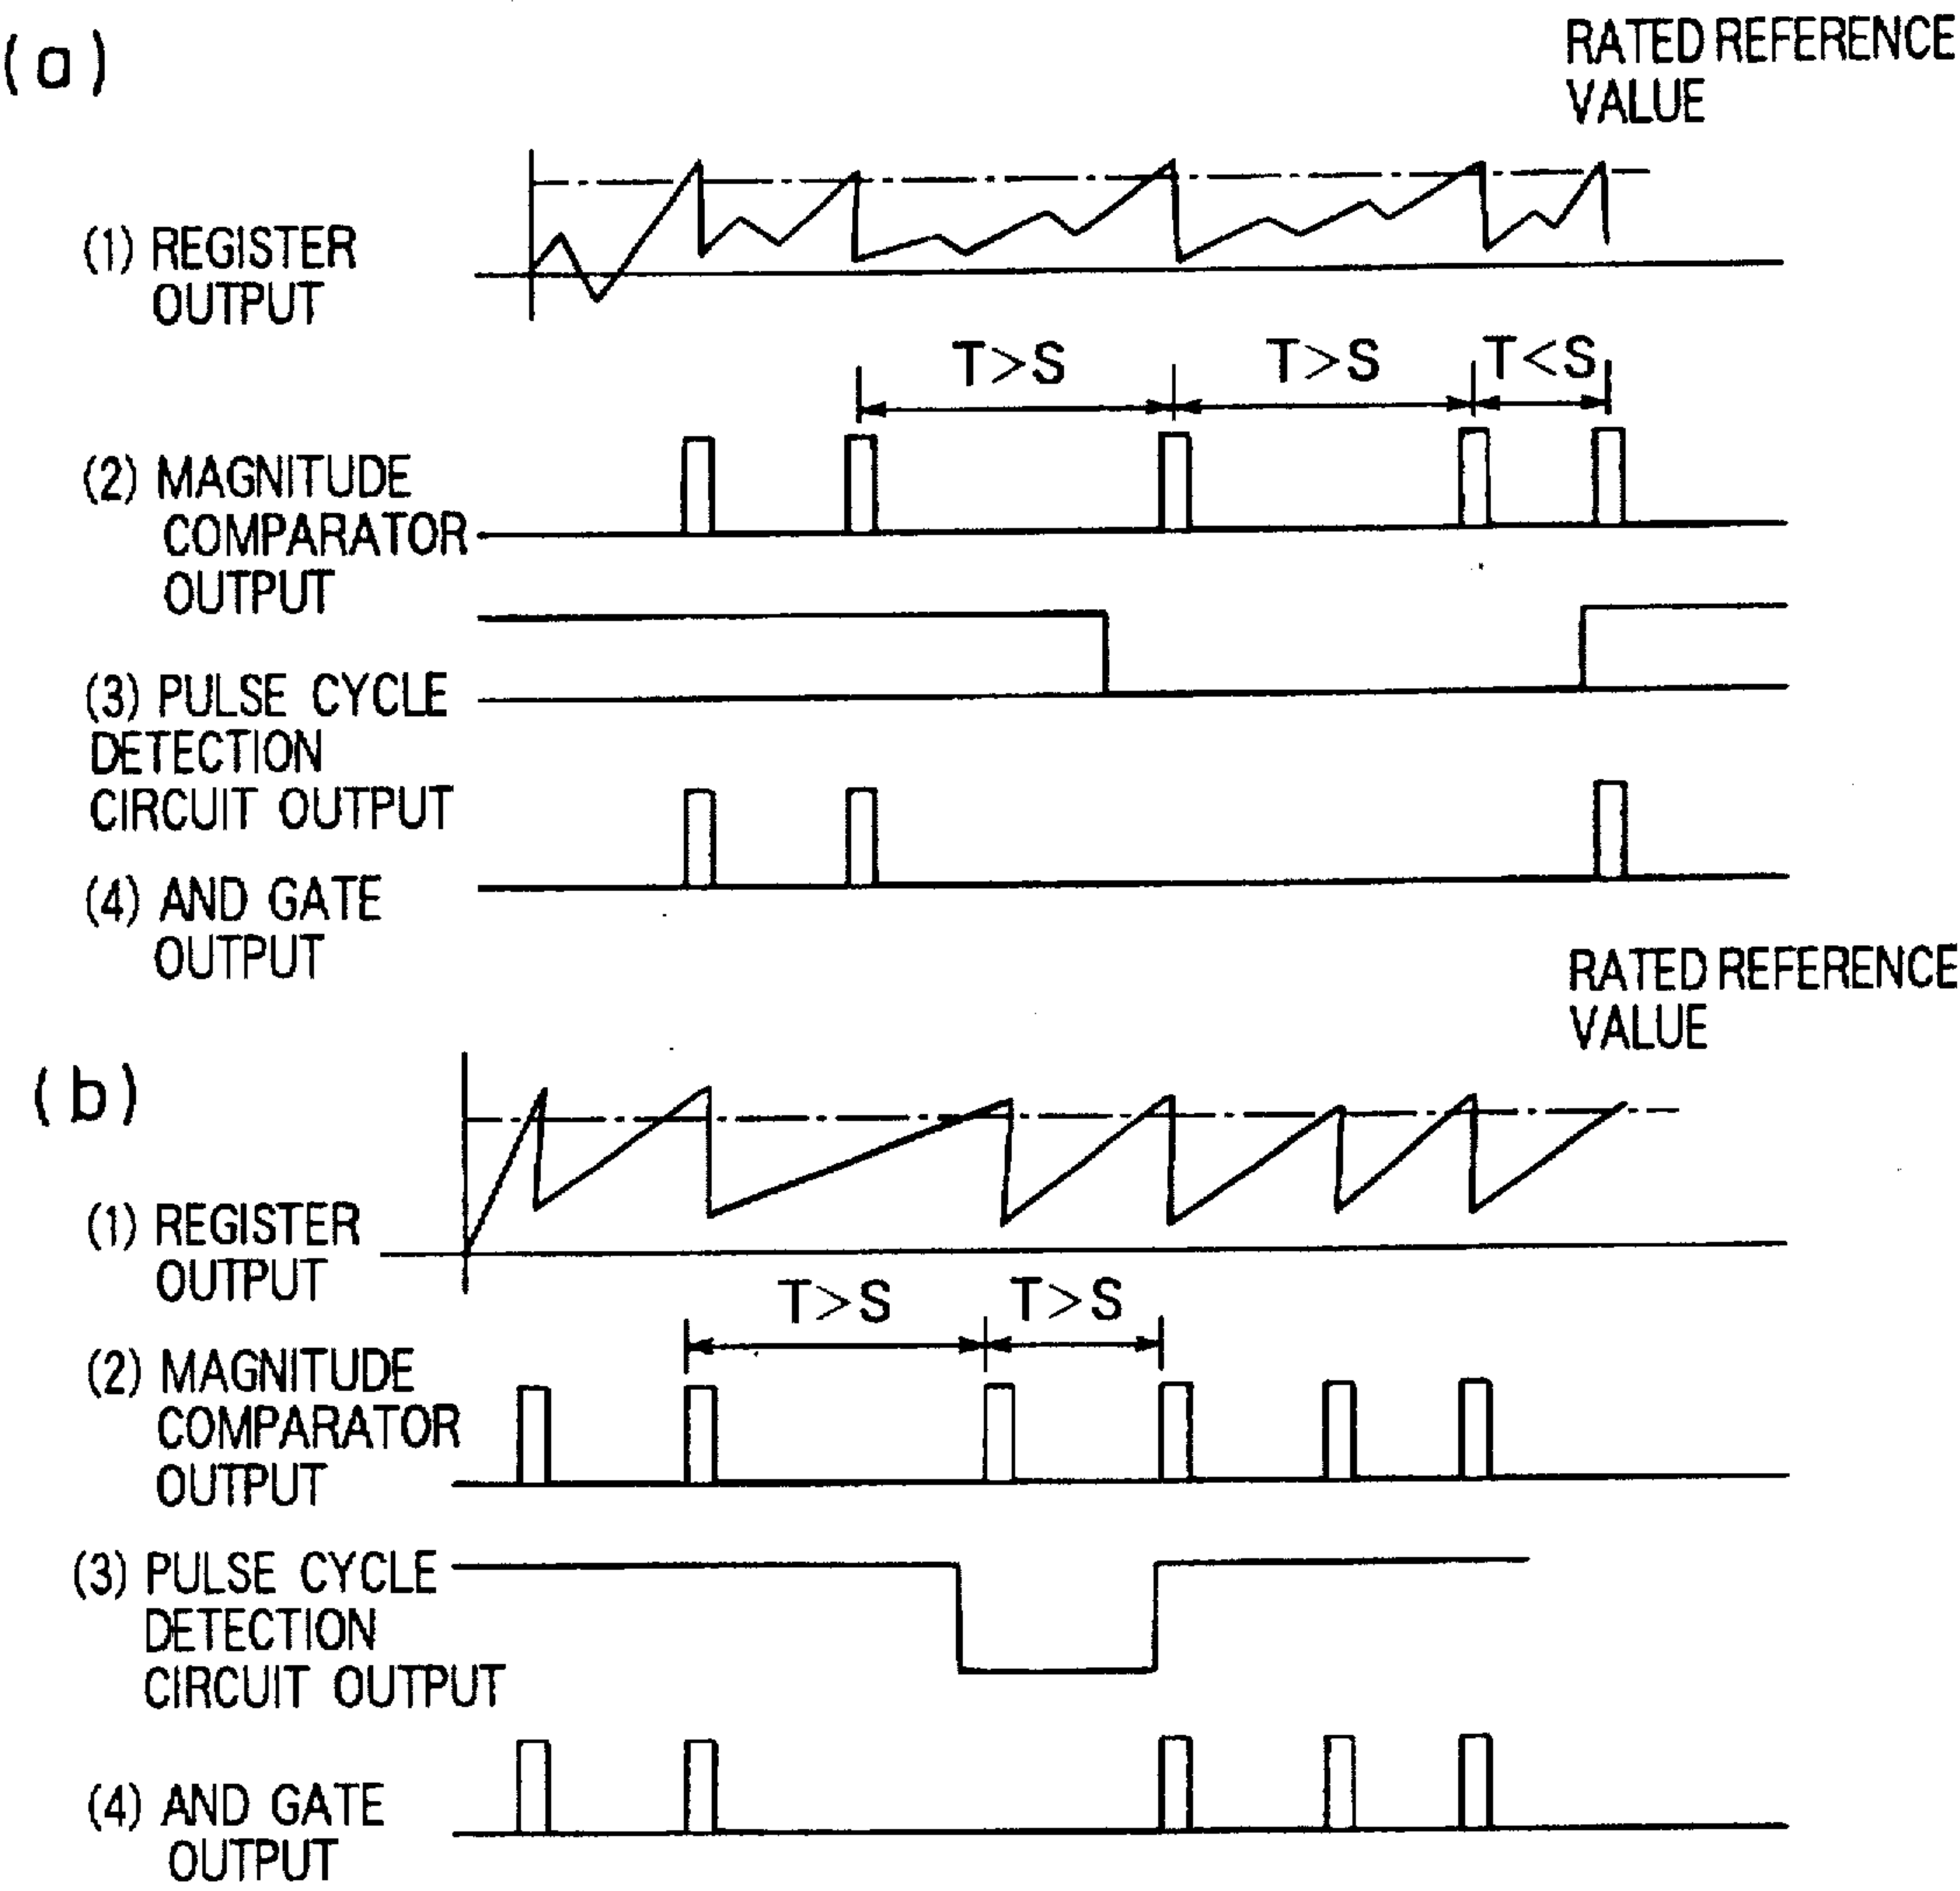 (a)
RATED REFERENCE
VALUE
(1) REGISTER
OUTPUT
T>S
T>S
T<S
(2) MAGNITUDE
COMPARATOR
OUTPUT
(3) PULSE CYCLE
DETECTION
CIRCUIT OUTPUT
(4) AND GATE
OUTPUT
RATED REFERENCE
VALUE
(b)
(1) REGISTER
OUTPUT
T>S
T>S
(2) MAGNITUDE
COMPARATOR
OUTPUT
(3) PULSE CYCLE
DETECTION
CIRCUIT OUTPUT
(4) AND GATE
OUTPUT